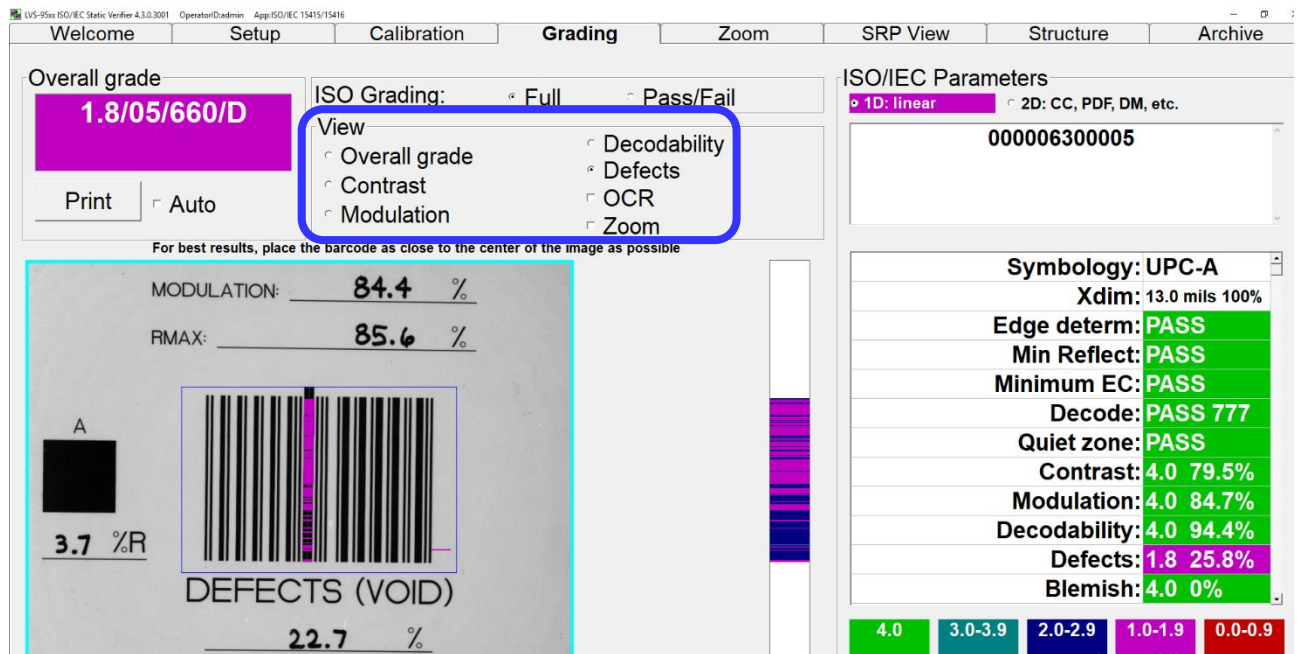 LVS-95xx ISO/IEC Static Verifier 4.3.0.3001 OperatorID:admin App:ISO/IEC 15415/15416
Welcome Setup Calibration Grading Zoom SRP View Structure Archive
Overall grade
1.8/05/660/D
Print Auto
ISO Grading: Full Pass/Fail
View
Overall grade
Contrast
Modulation
Decodability
Defects
OCR
Zoom
For best results, place the barcode as close to the center of the image as possible
MODULATION: 84.4 %
RMAX: 85.6 %
A
3.7 %R
DEFECTS (VOID)
22.7 %
ISO/IEC Parameters
1D: linear 2D: CC, PDF, DM, etc.
000006300005
Symbology: UPC-A
Xdim: 13.0 mils 100%
Edge determ: PASS
Min Reflect: PASS
Minimum EC: PASS
Decode: PASS 777
Quiet zone: PASS
Contrast: 4.0 79.5%
Modulation: 4.0 84.7%
Decodability: 4.0 94.4%
Defects: 1.8 25.8%
Blemish: 4.0 0%
4.0 3.0-3.9 2.0-2.9 1.0-1.9 0.0-0.9